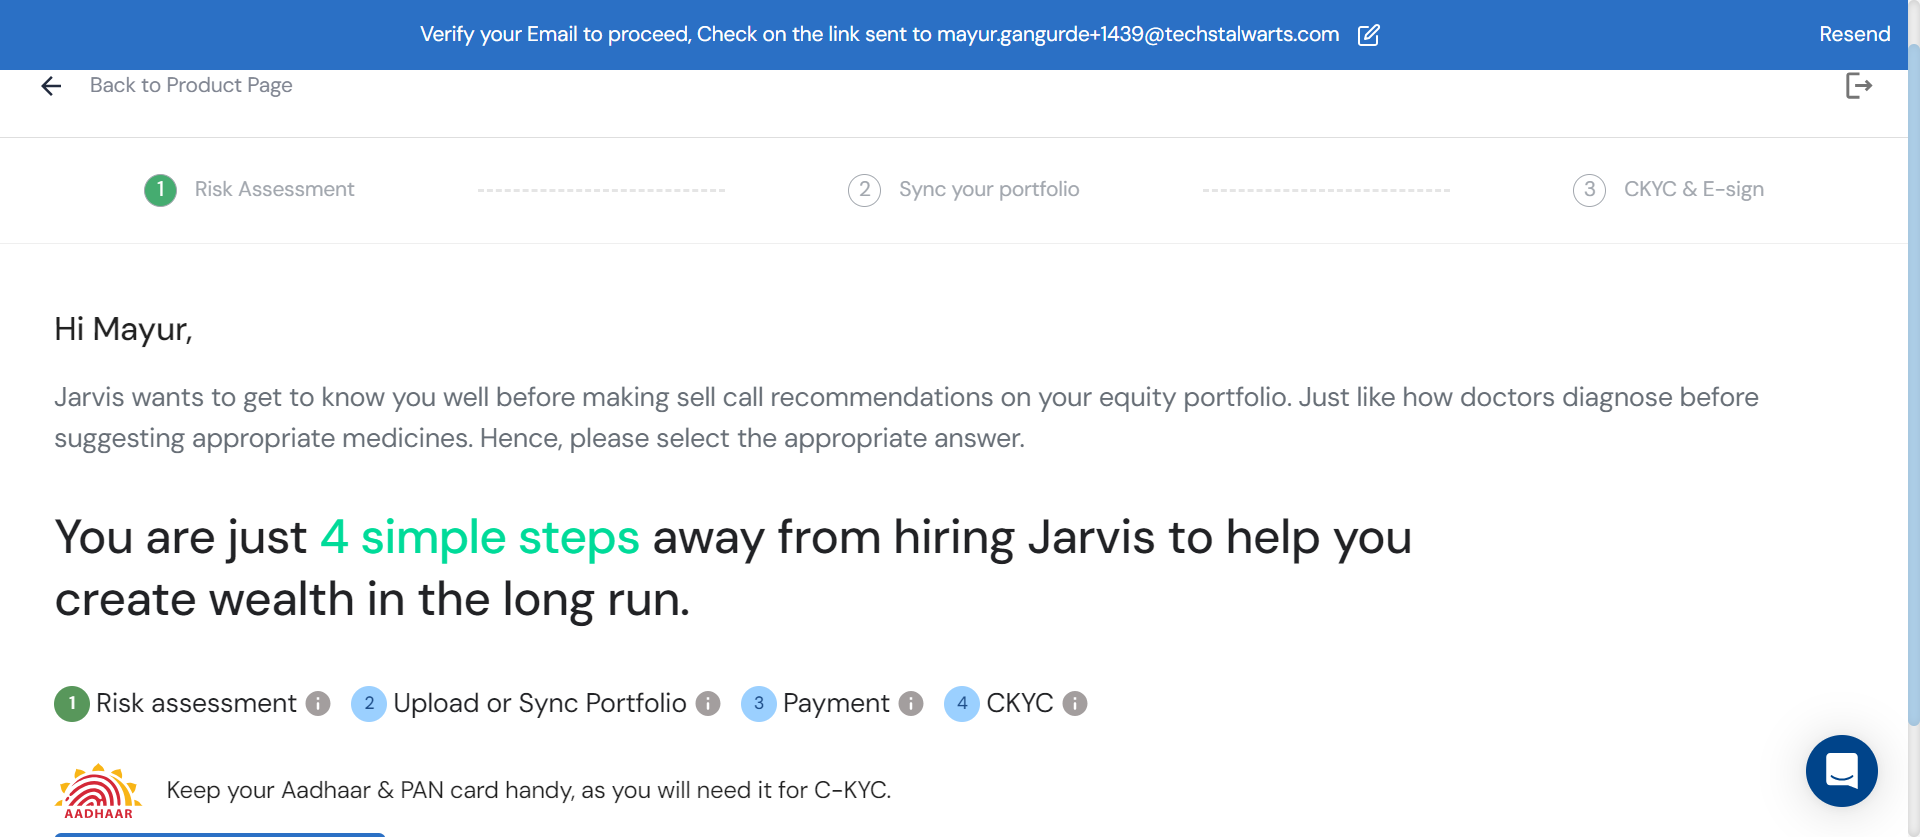 Verify your Email to proceed, Check on the link sent to mayur.gangurde+1439@techstalwarts.com
Resend
Back to Product Page
1 Risk Assessment
2 Sync your portfolio
3 CKYC & E-sign
Hi Mayur,
Jarvis wants to get to know you well before making sell call recommendations on your equity portfolio. Just like how doctors diagnose before
suggesting appropriate medicines. Hence, please select the appropriate answer.
You are just 4 simple steps away from hiring Jarvis to help you
create wealth in the long run.
1 Risk assessment i 2 Upload or Sync Portfolio i 3 Payment i 4 CKYC i
AADHAAR
Keep your Aadhaar & PAN card handy, as you will need it for C-KYC.